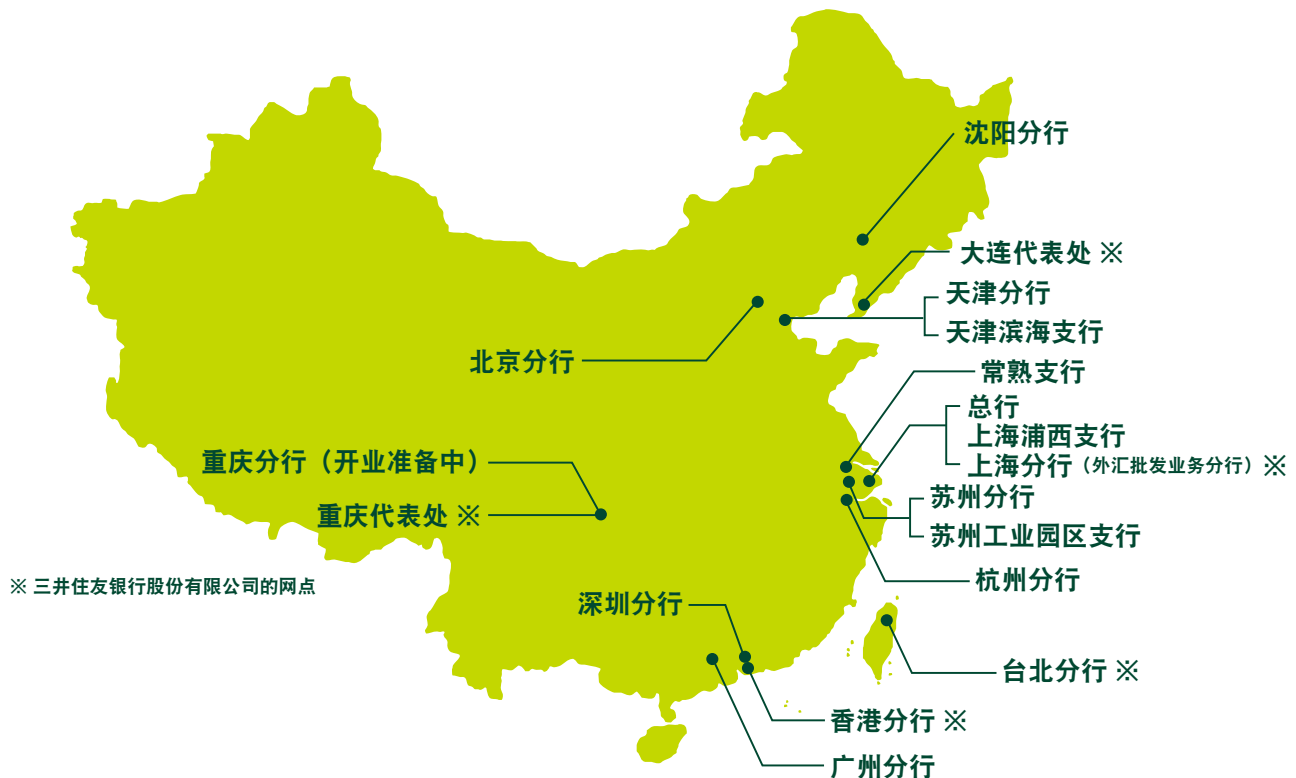 沈阳分行
大连代表处 ※
天津分行
天津滨海支行
北京分行
常熟支行
总行
上海浦西支行
上海分行（外汇批发业务分行）※
重庆分行（开业准备中）
苏州分行
重庆代表处 ※
苏州工业园区支行
杭州分行
※ 三井住友银行股份有限公司的网点
深圳分行
台北分行 ※
香港分行 ※
广州分行